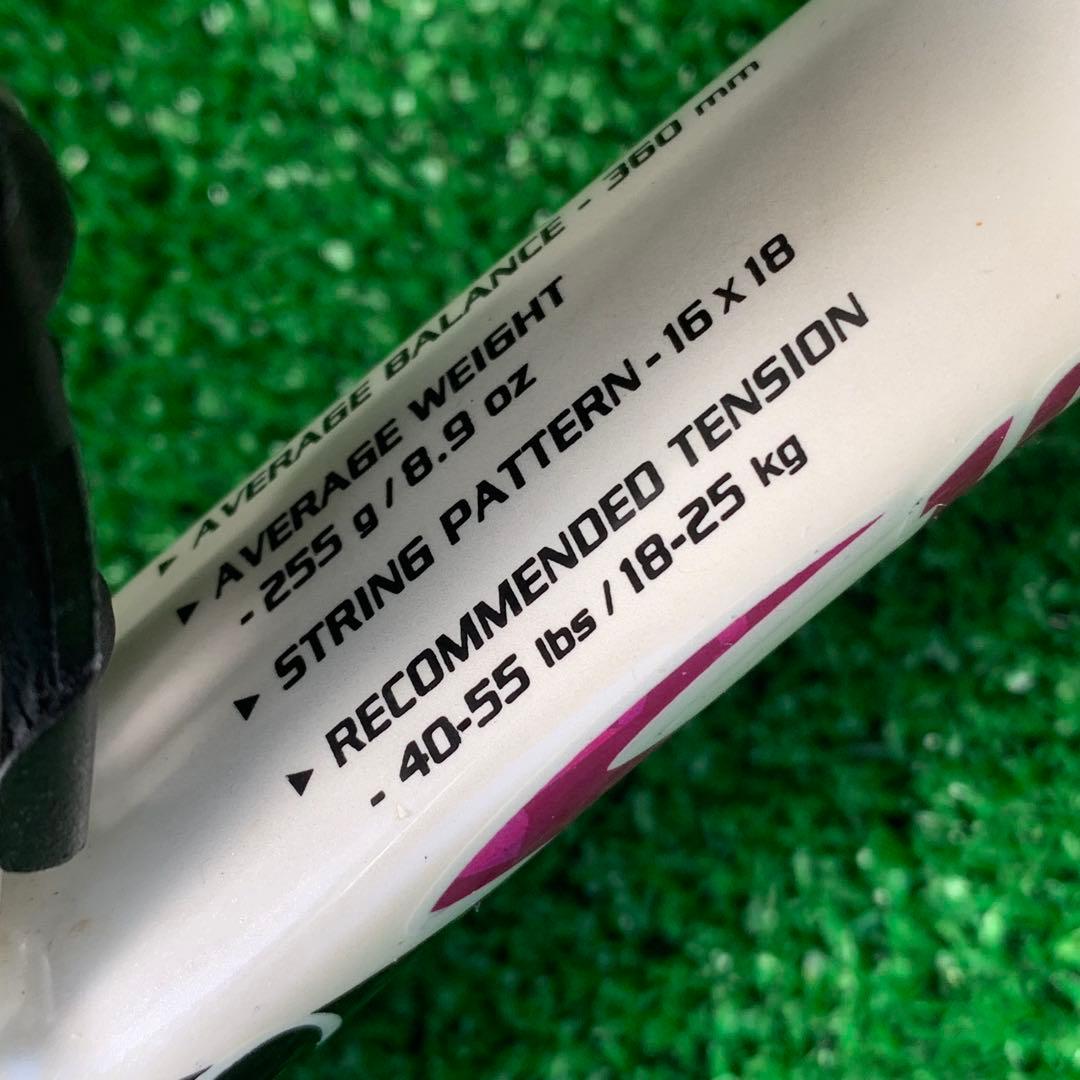 ▶ AVERAGE BALANCE - 360 mm
▶ AVERAGE WEIGHT
- 255 g / 8.9 oz
▶ STRING PATTERN - 16 x 18
▶ RECOMMENDED TENSION
- 40-55 lbs / 18-25 kg